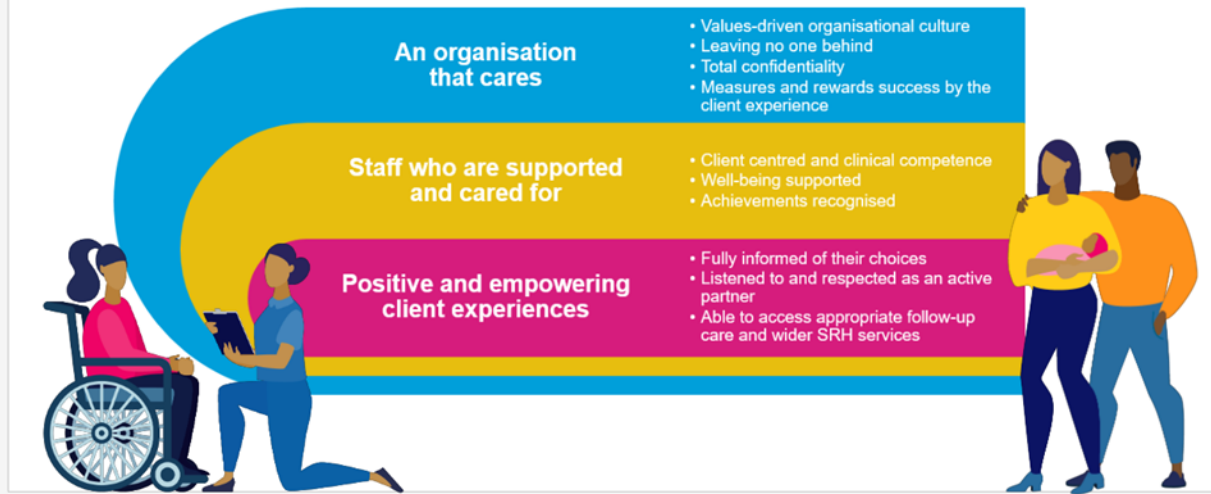 An organisation
that cares
• Values-driven organisational culture
• Leaving no one behind
• Total confidentiality
• Measures and rewards success by the
client experience
Staff who are supported
and cared for
• Client centred and clinical competence
• Well-being supported
• Achievements recognised
Positive and empowering
client experiences
• Fully informed of their choices
• Listened to and respected as an active
partner
• Able to access appropriate follow-up
care and wider SRH services